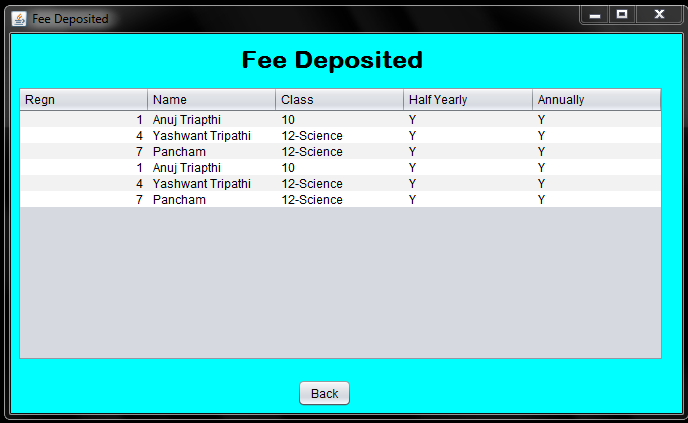 Fee Deposited
Fee Deposited
Regn Name Class Half Yearly Annually
1 Anuj Triapthi 10 Y Y
4 Yashwant Tripathi 12-Science Y Y
7 Pancham 12-Science Y Y
1 Anuj Triapthi 10 Y Y
4 Yashwant Tripathi 12-Science Y Y
7 Pancham 12-Science Y Y
Back